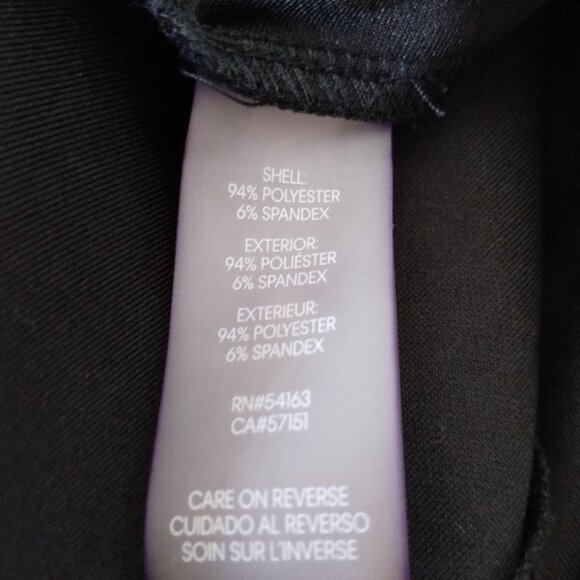 SHELL:
94% POLYESTER
6% SPANDEX
EXTERIOR:
94% POLIÉSTER
6% SPANDEX
EXTERIEUR:
94% POLYESTER
6% SPANDEX
RN#54163
CA#57151
CARE ON REVERSE
CUIDADO AL REVERSO
SOIN SUR L'INVERSE